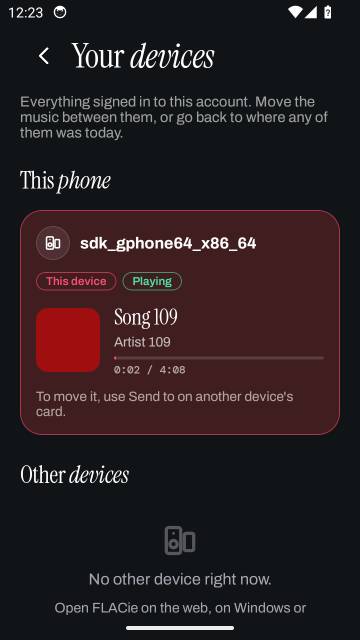 12:23
Your devices
Everything signed in to this account. Move the
music between them, or go back to where any of
them was today.
This phone
sdk_gphone64_x86_64
This device
Playing
Song 109
Artist 109
0:02 / 4:08
To move it, use Send to on another device's
card.
Other devices
No other device right now.
Open FLACie on the web, on Windows or